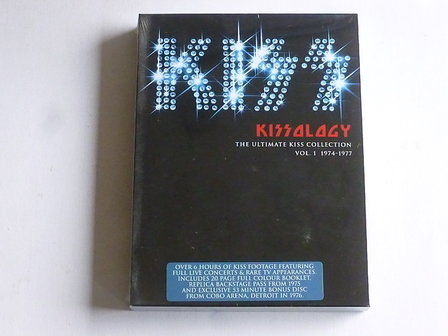 KISS
KISSOLOGY
THE ULTIMATE KISS COLLECTION
VOL. 1 1974-1977
OVER 6 HOURS OF KISS FOOTAGE FEATURING
FULL LIVE CONCERTS & RARE TV APPEARANCES.
INCLUDES 20 PAGE FULL COLOUR BOOKLET,
REPLICA BACKSTAGE PASS FROM 1975
AND EXCLUSIVE 53 MINUTE BONUS DISC
FROM COBO ARENA, DETROIT IN 1976.